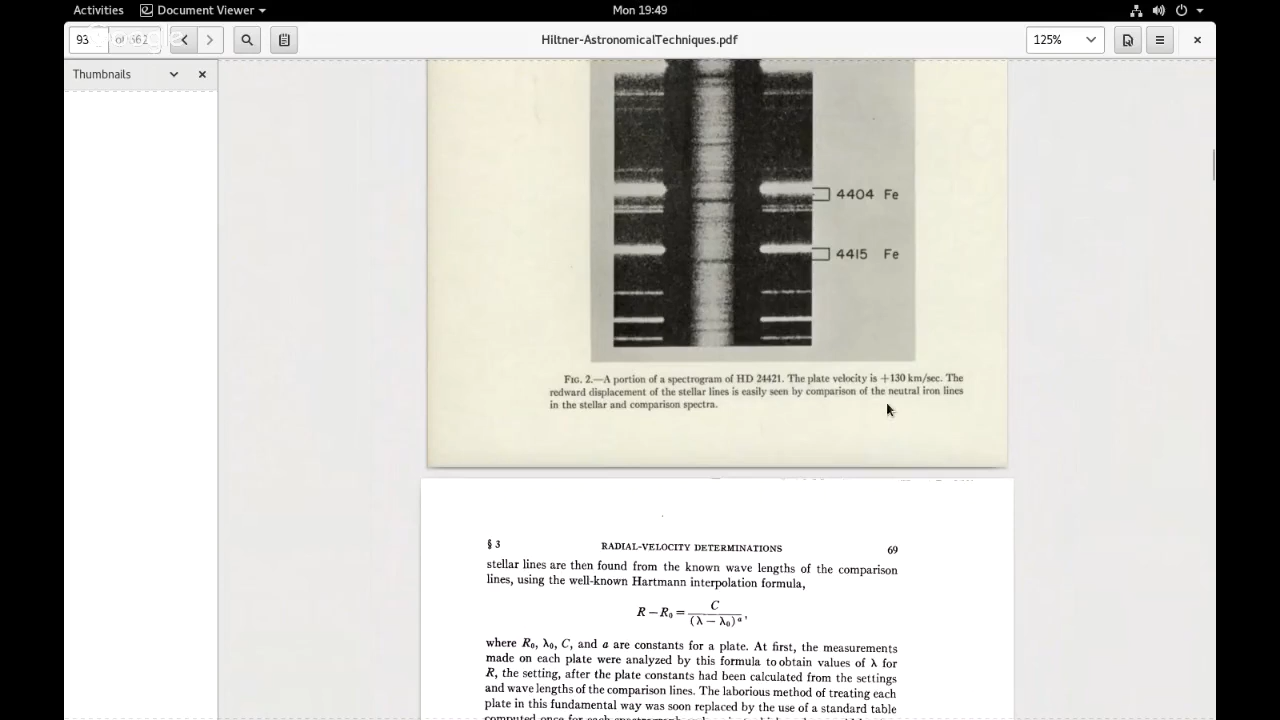 Activities
Document Viewer
Mon 19:49
93
of 662
Hiltner-AstronomicalTechniques.pdf
125%
Thumbnails
4404 Fe
4415 Fe
FIG. 2.—A portion of a spectrogram of HD 24421. The plate velocity is +130 km/sec. The
redward displacement of the stellar lines is easily seen by comparison of the neutral iron lines
in the stellar and comparison spectra.
§ 3 RADIAL-VELOCITY DETERMINATIONS 69
stellar lines are then found from the known wave lengths of the comparison
lines, using the well-known Hartmann interpolation formula,
R − R₀ = C / (λ − λ₀)ᵃ ,
where R₀, λ₀, C, and a are constants for a plate. At first, the measurements
made on each plate were analyzed by this formula to obtain values of λ for
R, the setting, after the plate constants had been calculated from the settings
and wave lengths of the comparison lines. The laborious method of treating each
plate in this fundamental way was soon replaced by the use of a standard table